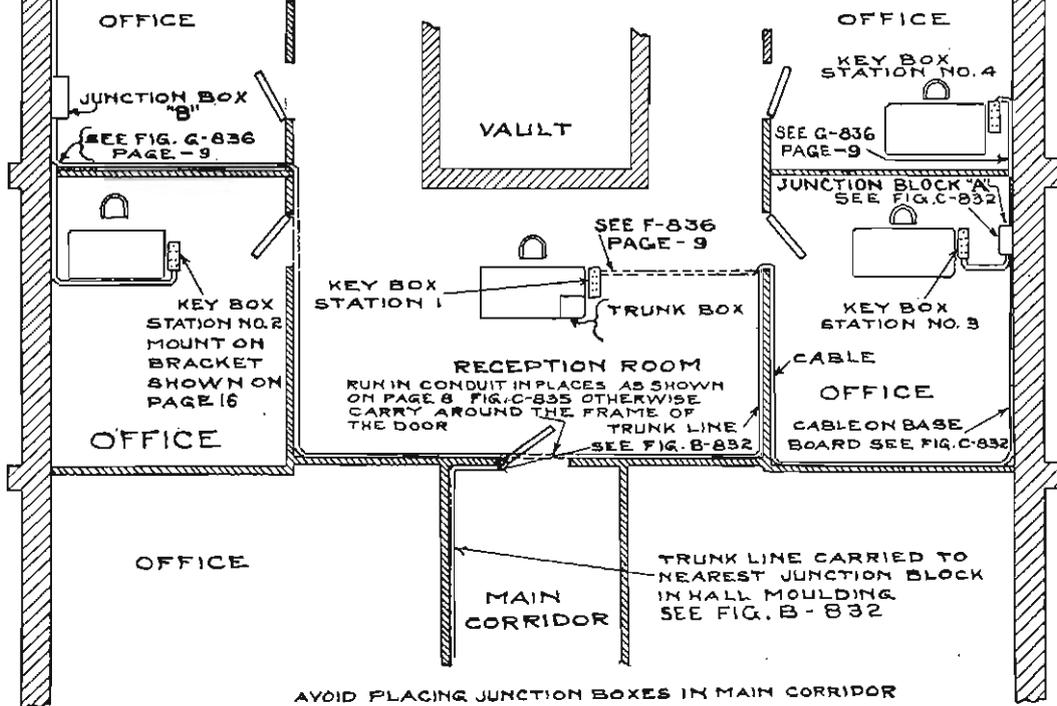 OFFICE
OFFICE
KEY BOX
STATION NO. 4
JUNCTION BOX
"B"
VAULT
SEE FIG. G-836
PAGE-9
SEE G-836
PAGE-9
JUNCTION BLOCK "A"
SEE FIG. C-832
SEE F-836
PAGE-9
KEY BOX
STATION 1
TRUNK BOX
KEY BOX
STATION NO. 2
MOUNT ON
BRACKET
SHOWN ON
PAGE 16
KEY BOX
STATION NO. 3
RECEPTION ROOM
RUN IN CONDUIT IN PLACES AS SHOWN
ON PAGE 8 FIG. C-835 OTHERWISE
CARRY AROUND THE FRAME OF
THE DOOR
TRUNK LINE
SEE FIG. B-832
CABLE
OFFICE
CABLE ON BASE
BOARD SEE FIG. C-832
OFFICE
OFFICE
MAIN
CORRIDOR
TRUNK LINE CARRIED TO
NEAREST JUNCTION BLOCK
IN HALL MOULDING
SEE FIG. B-832
AVOID PLACING JUNCTION BOXES IN MAIN CORRIDOR